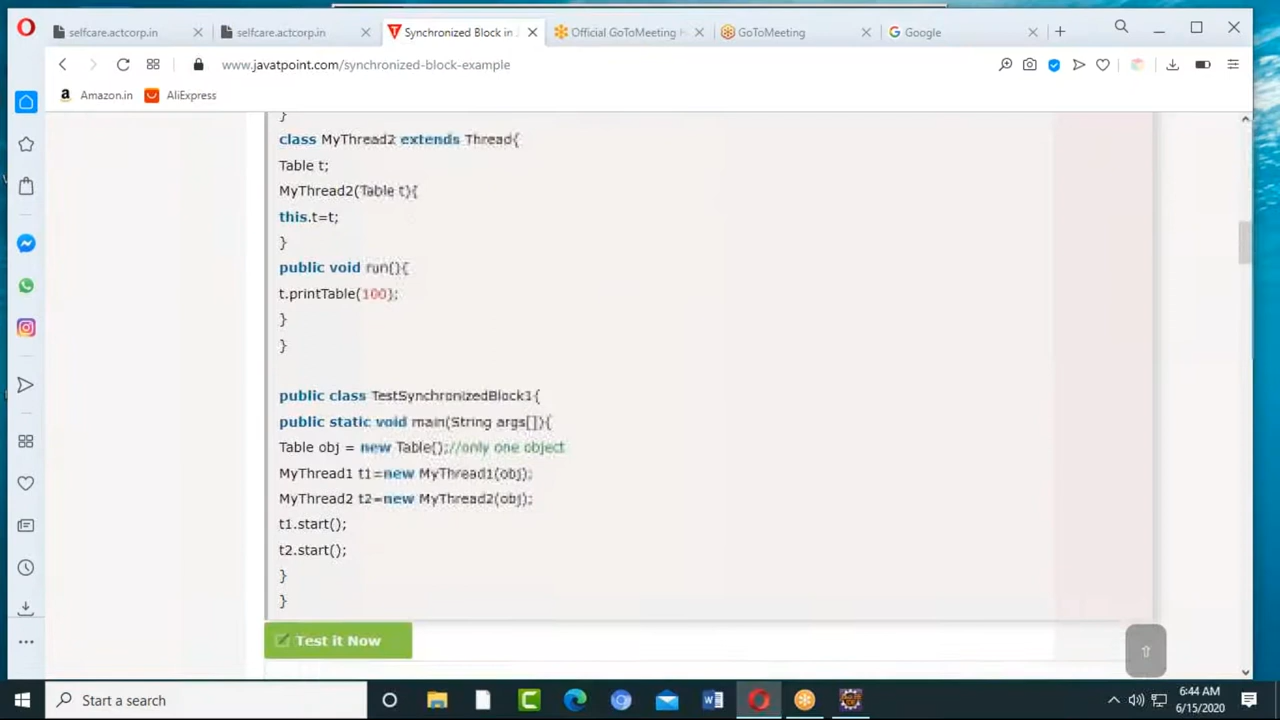 selfcare.actcorp.in
selfcare.actcorp.in
Synchronized Block in
Official GoToMeeting
GoToMeeting
Google
www.javatpoint.com/synchronized-block-example
Amazon.in
AliExpress
}
class MyThread2 extends Thread{
Table t;
MyThread2(Table t){
this.t=t;
}
public void run(){
t.printTable(100);
}
}
public class TestSynchronizedBlock1{
public static void main(String args[]){
Table obj = new Table();//only one object
MyThread1 t1=new MyThread1(obj);
MyThread2 t2=new MyThread2(obj);
t1.start();
t2.start();
}
}
Test it Now
Start a search
6:44 AM
6/15/2020